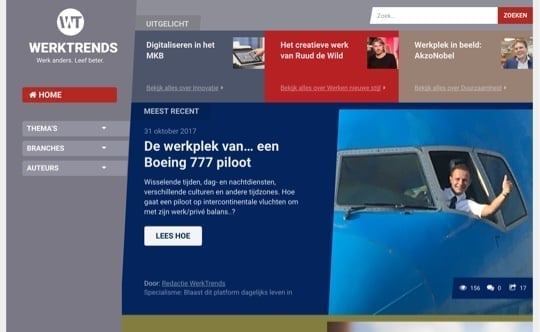 WT
WERKTRENDS
Werk anders. Leef beter.
HOME
THEMA'S
BRANCHES
AUTEURS
Zoek...
ZOEKEN
UITGELICHT
Digitaliseren in het
MKB
Bekijk alles over Innovatie
Het creatieve werk
van Ruud de Wild
Bekijk alles over Werken nieuwe stijl
Werkplek in beeld:
AkzoNobel
Bekijk alles over Duurzaamheid
MEEST RECENT
31 oktober 2017
De werkplek van... een
Boeing 777 piloot
Wisselende tijden, dag- en nachtdiensten,
verschillende culturen en andere tijdzones. Hoe
gaat een piloot op intercontinentale vluchten om
met zijn werk/privé balans..?
LEES HOE
Door: Redactie WerkTrends
Specialisme: Blaast dit platform dagelijks leven in
156
0
17